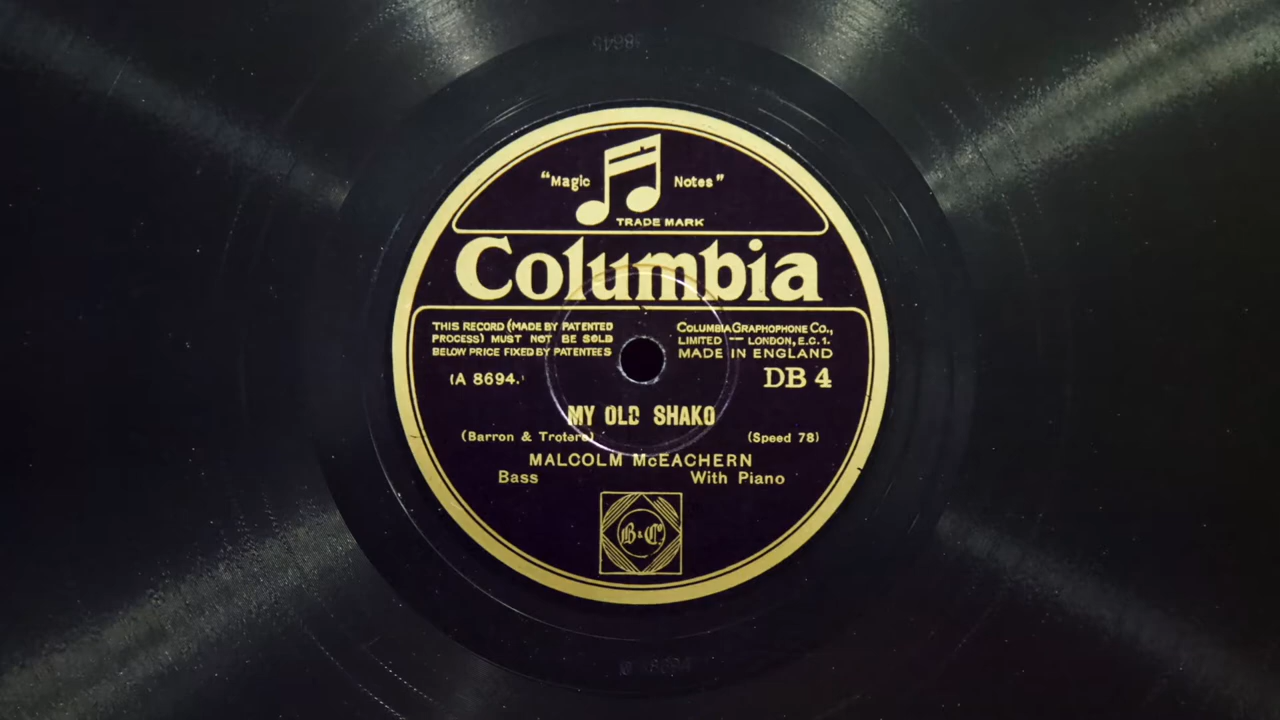 "Magic Notes"
TRADE MARK
Columbia
THIS RECORD (MADE BY PATENTED
PROCESS) MUST NOT BE SOLD
BELOW PRICE FIXED BY PATENTEES
COLUMBIA GRAPHOPHONE CO.,
LIMITED — LONDON, E.C.1.
MADE IN ENGLAND
(A 8694.)
DB 4
MY OLD SHAKO
(Barron & Trotère)
(Speed 78)
MALCOLM McEACHERN
Bass
With Piano
B & Co.